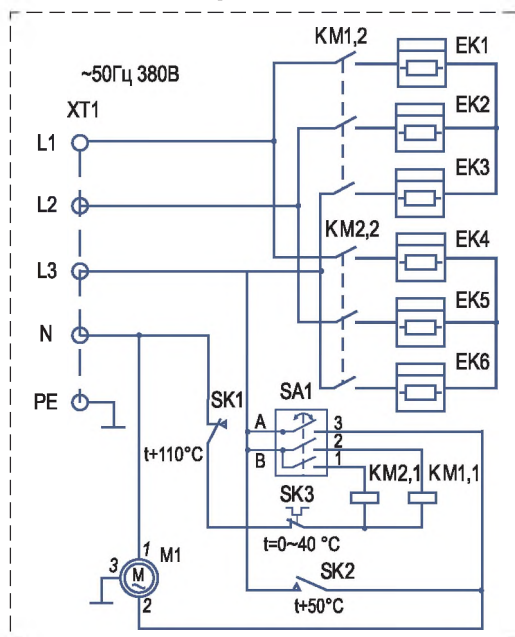 KM1,2
EK1
~50Гц 380В
XT1
EK2
L1
EK3
L2
KM2,2
EK4
L3
EK5
N
EK6
SA1
PE
SK1
A
3
2
B
1
t+110°C
KM2,1
KM1,1
SK3
t=0~40 °C
1
M1
3
M
SK2
2
t+50°C